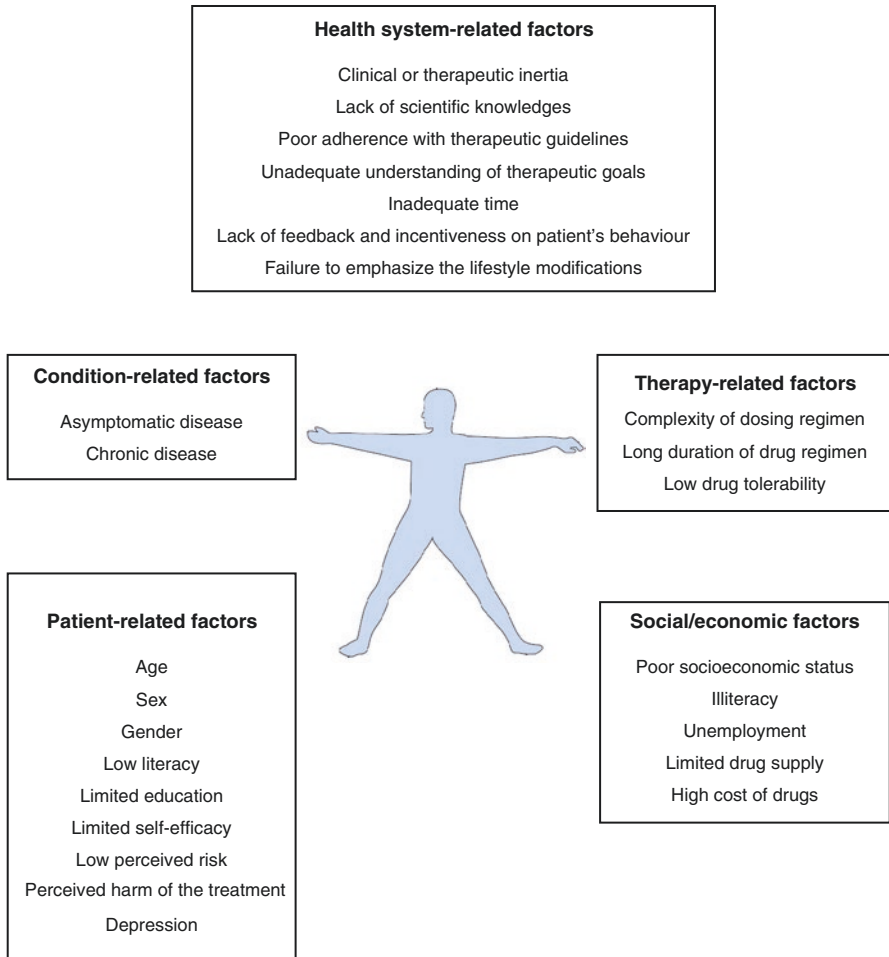 Health system-related factors
Clinical or therapeutic inertia
Lack of scientific knowledges
Poor adherence with therapeutic guidelines
Unadequate understanding of therapeutic goals
Inadequate time
Lack of feedback and incentiveness on patient's behaviour
Failure to emphasize the lifestyle modifications
Condition-related factors
Asymptomatic disease
Chronic disease
Therapy-related factors
Complexity of dosing regimen
Long duration of drug regimen
Low drug tolerability
Patient-related factors
Age
Sex
Gender
Low literacy
Limited education
Limited self-efficacy
Low perceived risk
Perceived harm of the treatment
Depression
Social/economic factors
Poor socioeconomic status
Illiteracy
Unemployment
Limited drug supply
High cost of drugs